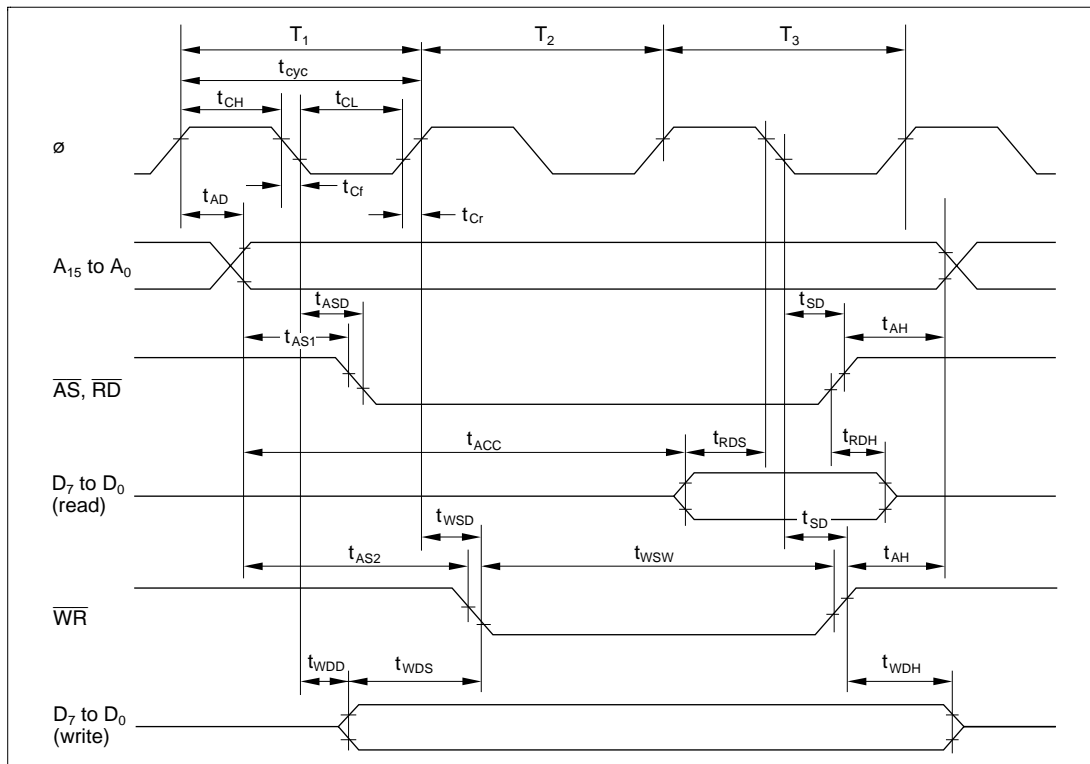 T1 T2 T3
tcyc
tCH tCL
ø
tCf
tAD
tCr
A15 to A0
tASD tSD
tAS1 tAH
AS, RD
tACC tRDS tRDH
D7 to D0
(read)
tWSD tSD
tAS2 tWSW tAH
WR
tWDD tWDS tWDH
D7 to D0
(write)